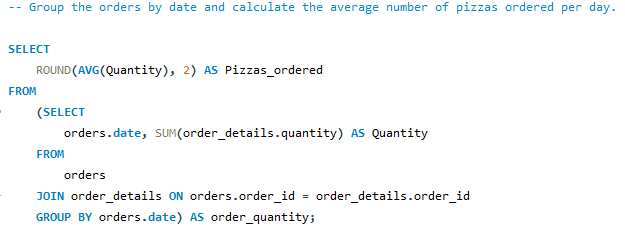 -- Group the orders by date and calculate the average number of pizzas ordered per day.
SELECT
ROUND(AVG(Quantity), 2) AS Pizzas_ordered
FROM
(SELECT
orders.date, SUM(order_details.quantity) AS Quantity
FROM
orders
JOIN order_details ON orders.order_id = order_details.order_id
GROUP BY orders.date) AS order_quantity;